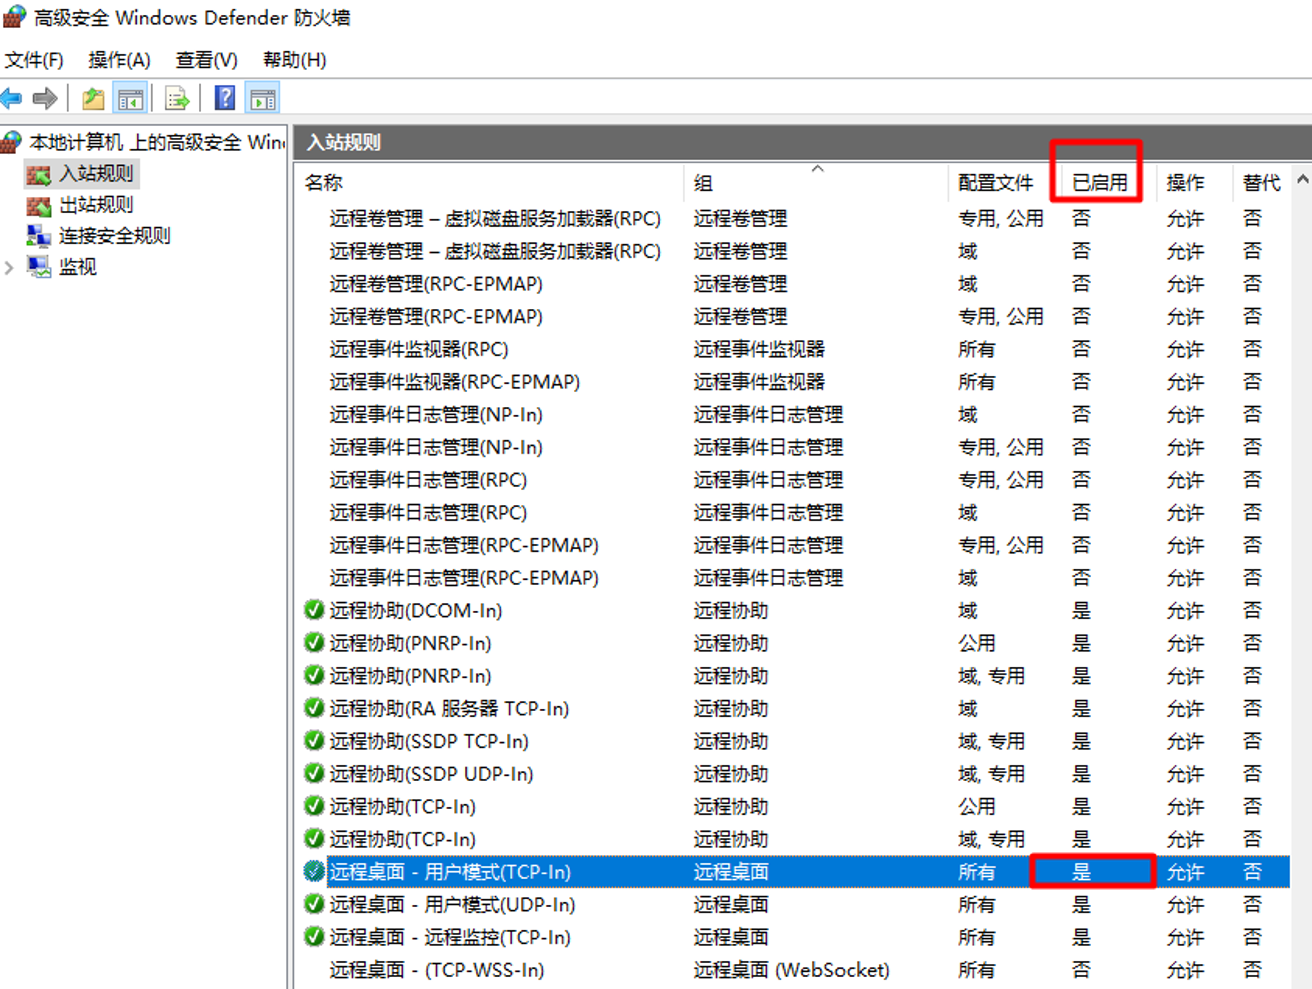 高级安全 Windows Defender 防火墙
文件(F) 操作(A) 查看(V) 帮助(H)
本地计算机 上的高级安全 Win
入站规则
出站规则
连接安全规则
监视
入站规则
名称 组 配置文件 已启用 操作 替代
远程卷管理 – 虚拟磁盘服务加载器(RPC) 远程卷管理 专用, 公用 否 允许 否
远程卷管理 – 虚拟磁盘服务加载器(RPC) 远程卷管理 域 否 允许 否
远程卷管理(RPC-EPMAP) 远程卷管理 域 否 允许 否
远程卷管理(RPC-EPMAP) 远程卷管理 专用, 公用 否 允许 否
远程事件监视器(RPC) 远程事件监视器 所有 否 允许 否
远程事件监视器(RPC-EPMAP) 远程事件监视器 所有 否 允许 否
远程事件日志管理(NP-In) 远程事件日志管理 域 否 允许 否
远程事件日志管理(NP-In) 远程事件日志管理 专用, 公用 否 允许 否
远程事件日志管理(RPC) 远程事件日志管理 专用, 公用 否 允许 否
远程事件日志管理(RPC) 远程事件日志管理 域 否 允许 否
远程事件日志管理(RPC-EPMAP) 远程事件日志管理 专用, 公用 否 允许 否
远程事件日志管理(RPC-EPMAP) 远程事件日志管理 域 否 允许 否
远程协助(DCOM-In) 远程协助 域 是 允许 否
远程协助(PNRP-In) 远程协助 公用 是 允许 否
远程协助(PNRP-In) 远程协助 域, 专用 是 允许 否
远程协助(RA 服务器 TCP-In) 远程协助 域 是 允许 否
远程协助(SSDP TCP-In) 远程协助 域, 专用 是 允许 否
远程协助(SSDP UDP-In) 远程协助 域, 专用 是 允许 否
远程协助(TCP-In) 远程协助 公用 是 允许 否
远程协助(TCP-In) 远程协助 域, 专用 是 允许 否
远程桌面 - 用户模式(TCP-In) 远程桌面 所有 是 允许 否
远程桌面 - 用户模式(UDP-In) 远程桌面 所有 是 允许 否
远程桌面 - 远程监控(TCP-In) 远程桌面 所有 是 允许 否
远程桌面 - (TCP-WSS-In) 远程桌面 (WebSocket) 所有 否 允许 否